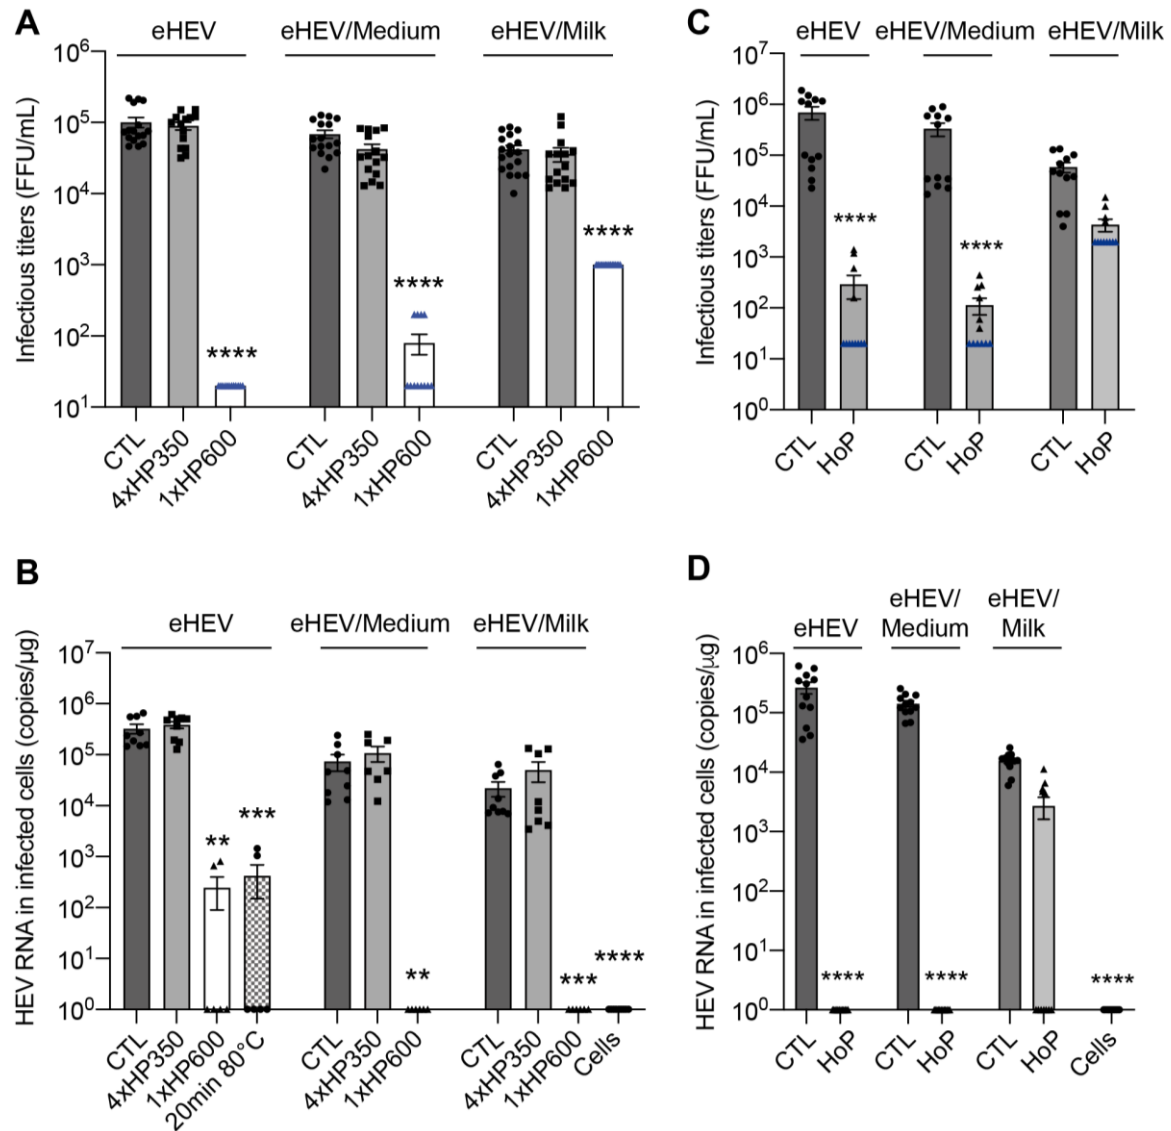 A
eHEV eHEV/Medium eHEV/Milk
Infectious titers (FFU/mL)
10⁶
10⁵
10⁴
10³
10²
10¹
****
****
****
CTL 4xHP350 1xHP600 CTL 4xHP350 1xHP600 CTL 4xHP350 1xHP600
C
eHEV eHEV/Medium eHEV/Milk
Infectious titers (FFU/mL)
10⁷
10⁶
10⁵
10⁴
10³
10²
10¹
10⁰
****
****
CTL HoP CTL HoP CTL HoP
B
eHEV eHEV/Medium eHEV/Milk
HEV RNA in infected cells (copies/µg)
10⁷
10⁶
10⁵
10⁴
10³
10²
10¹
10⁰
**
***
**
***
****
CTL 4xHP350 1xHP600 20min 80°C CTL 4xHP350 1xHP600 CTL 4xHP350 1xHP600 Cells
D
eHEV eHEV/ eHEV/
Medium Milk
HEV RNA in infected cells (copies/µg)
10⁶
10⁵
10⁴
10³
10²
10¹
10⁰
****
****
****
CTL HoP CTL HoP CTL HoP Cells